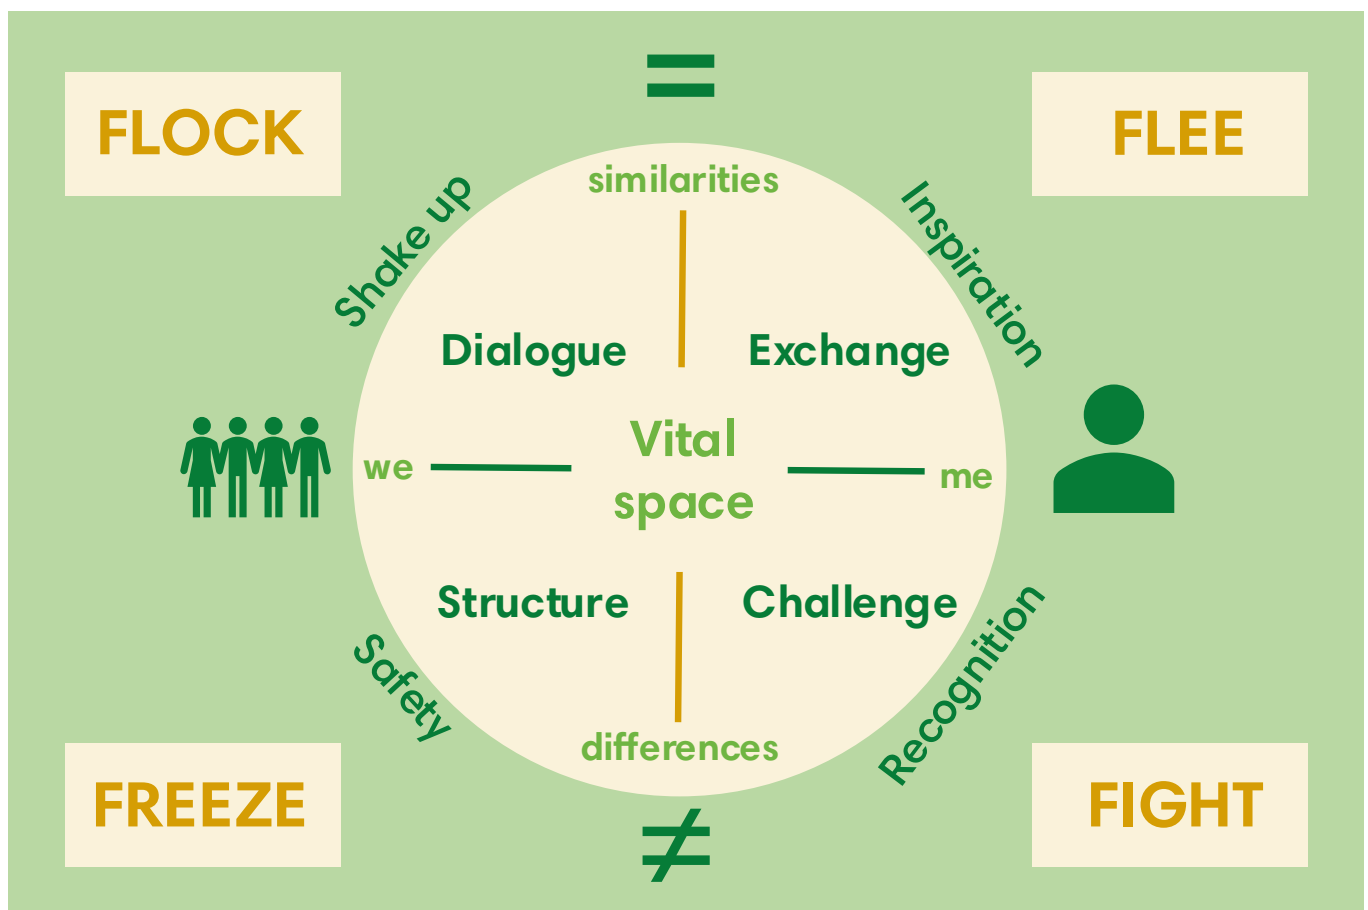 =
FLOCK
FLEE
similarities
Shake up
Inspiration
Dialogue
Exchange
Vital
space
we
me
Structure
Challenge
Safety
Recognition
differences
FREEZE
FIGHT
≠